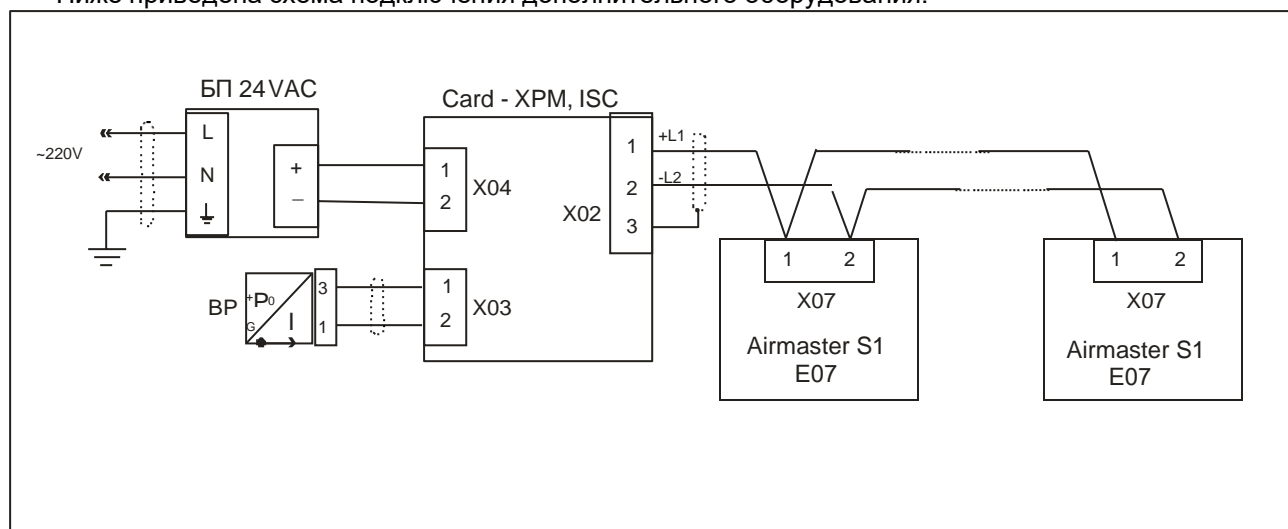 Ниже приведена схема подключения дополнительного оборудования.
БП 24VAC
L
N
~220V
+
–
Card - XPM, ISC
1
2
X04
1
2
3
X02
+L1
-L2
BP
+P0
G
I
3
1
1
2
X03
1 2
X07
Airmaster S1
E07
1 2
X07
Airmaster S1
E07